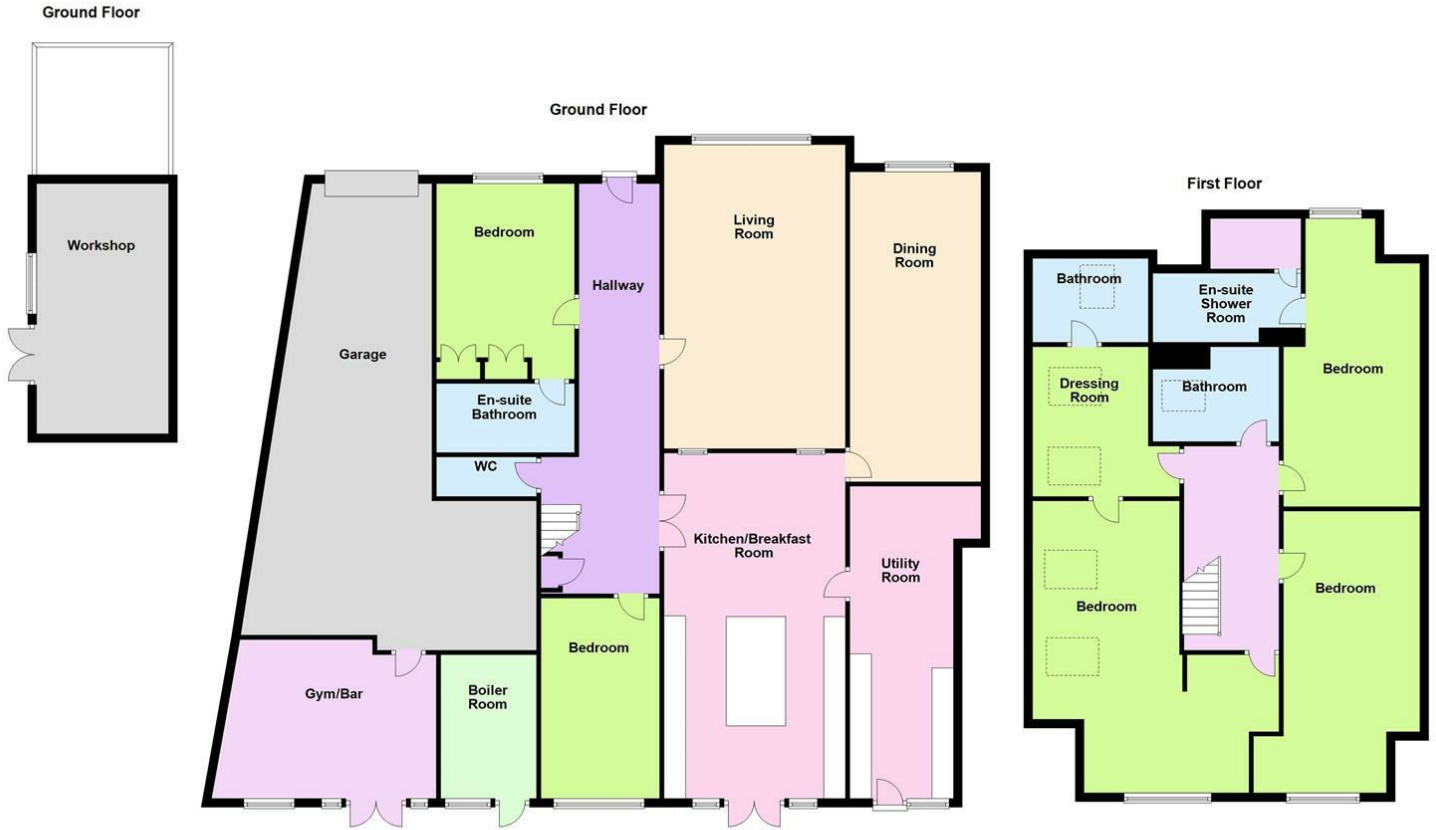 Ground Floor
Workshop
Ground Floor
Living
Room
Bedroom
Dining
Room
Hallway
Garage
En-suite
Bathroom
WC
Kitchen/Breakfast
Room
Utility
Room
Bedroom
Gym/Bar
Boiler
Room
First Floor
Bathroom
En-suite
Shower
Room
Bedroom
Dressing
Room
Bathroom
Bedroom
Bedroom